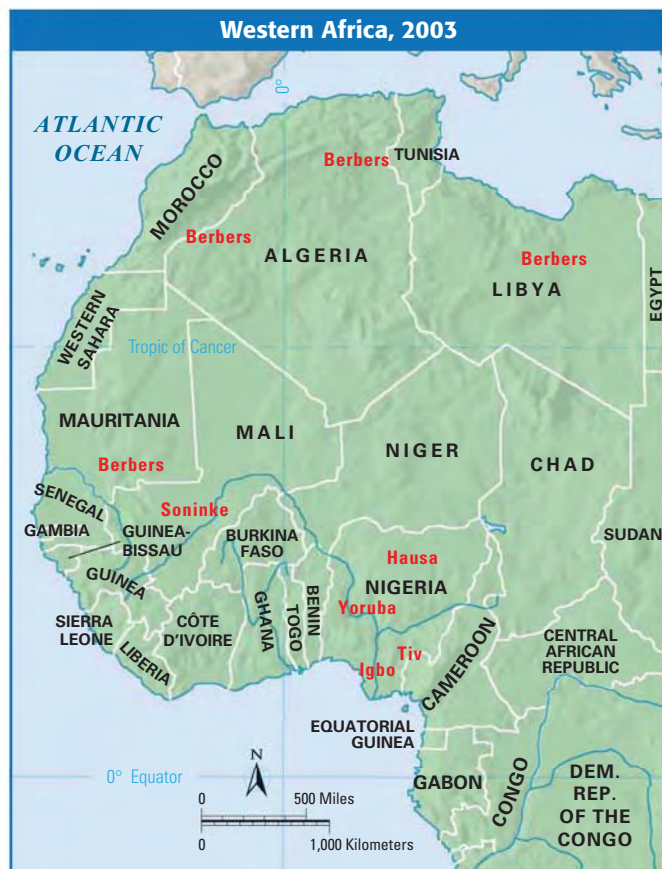 Western Africa, 2003
0°
ATLANTIC
OCEAN
TUNISIA
Berbers
MOROCCO
Berbers
ALGERIA
Berbers
LIBYA
EGYPT
WESTERN
SAHARA
Tropic of Cancer
MAURITANIA
MALI
NIGER
CHAD
Berbers
SENEGAL
Soninke
GAMBIA
GUINEA-
BISSAU
BURKINA
FASO
SUDAN
Hausa
NIGERIA
GUINEA
Yoruba
SIERRA
LEONE
LIBERIA
CÔTE
D'IVOIRE
GHANA
TOGO
BENIN
Igbo
Tiv
CAMEROON
CENTRAL
AFRICAN
REPUBLIC
EQUATORIAL
GUINEA
0° Equator
N
GABON
CONGO
DEM.
REP.
OF THE
CONGO
0 500 Miles
0 1,000 Kilometers